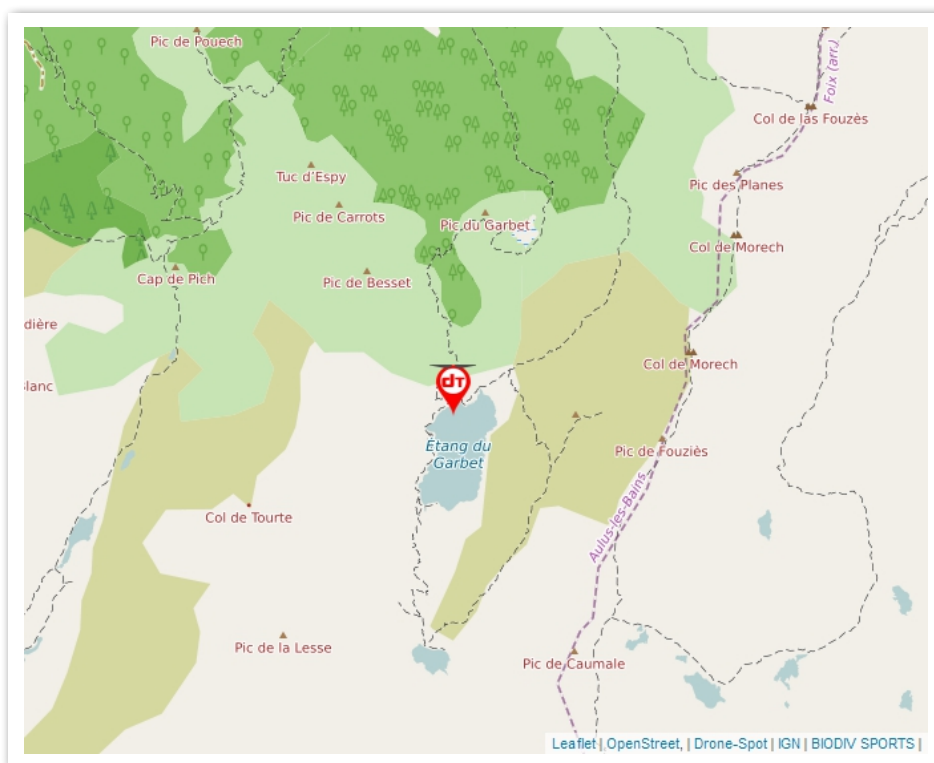 Pic de Pouech
Foix (arr.)
Col de las Fouzès
Tuc d'Espy
Pic des Planes
Pic de Carrots
Pic du Garbet
Col de Morech
Cap de Pich
Pic de Besset
dière
Col de Morech
Blanc
dT
Étang du
Garbet
Pic de Fouziès
Aulus-les-Bains
Col de Tourte
Pic de la Lesse
Pic de Caumale
Leaflet | OpenStreet, | Drone-Spot | IGN | BIODIV SPORTS |